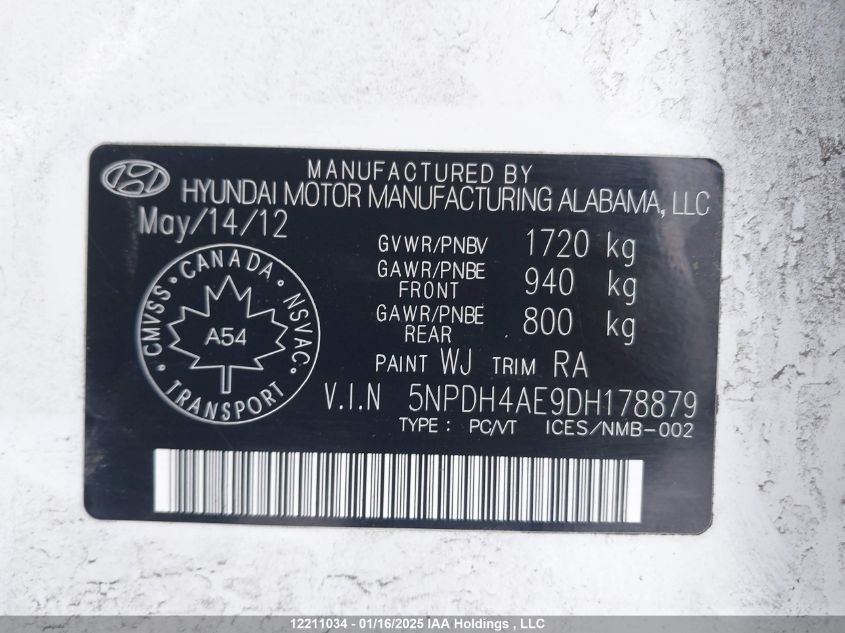 MANUFACTURED BY
HYUNDAI MOTOR MANUFACTURING ALABAMA, LLC
May/14/12
GVWR/PNBV 1720 kg
GAWR/PNBE FRONT 940 kg
GAWR/PNBE REAR 800 kg
PAINT WJ TRIM RA
CANADA
CMVSS NSVAC
A54
TRANSPORT
V.I.N 5NPDH4AE9DH178879
TYPE: PC/VT ICES/NMB-002
12211034 - 01/16/2025 IAA Holdings , LLC